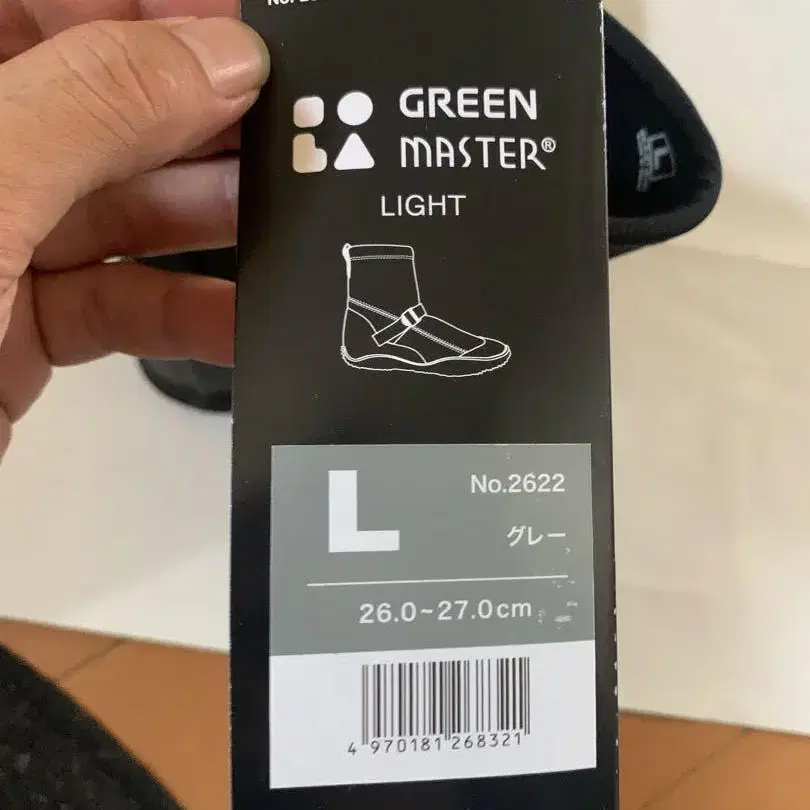 GREEN
MASTER®
LIGHT
L
No.2622
グレー
26.0~27.0cm
4 970181 268321
L